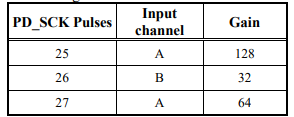 PD_SCK Pulses Input channel Gain
25 A 128
26 B 32
27 A 64